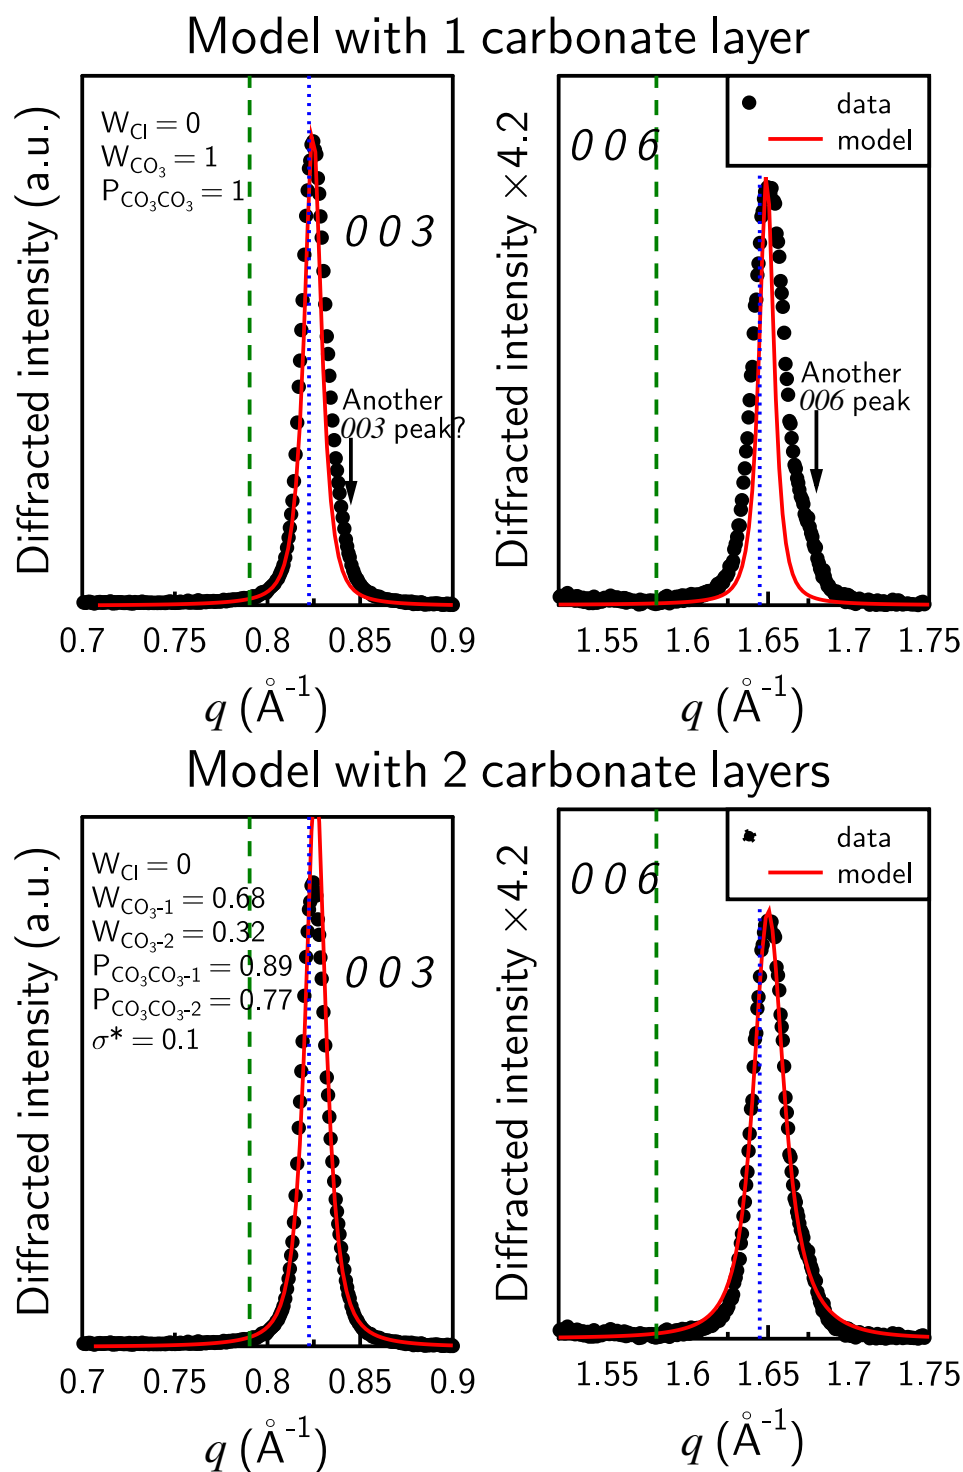 Model with 1 carbonate layer
Diffracted intensity (a.u.)
W_Cl = 0
W_CO₃ = 1
P_CO₃CO₃ = 1
0 0 3
Another
003 peak?
0.7 0.75 0.8 0.85 0.9
q (Å⁻¹)
Diffracted intensity ×4.2
0 0 6
data
model
Another
006 peak
1.55 1.6 1.65 1.7 1.75
q (Å⁻¹)
Model with 2 carbonate layers
Diffracted intensity (a.u.)
W_Cl = 0
W_CO₃-1 = 0.68
W_CO₃-2 = 0.32
P_CO₃CO₃-1 = 0.89
P_CO₃CO₃-2 = 0.77
σ* = 0.1
0 0 3
0.7 0.75 0.8 0.85 0.9
q (Å⁻¹)
Diffracted intensity ×4.2
0 0 6
data
model
1.55 1.6 1.65 1.7 1.75
q (Å⁻¹)